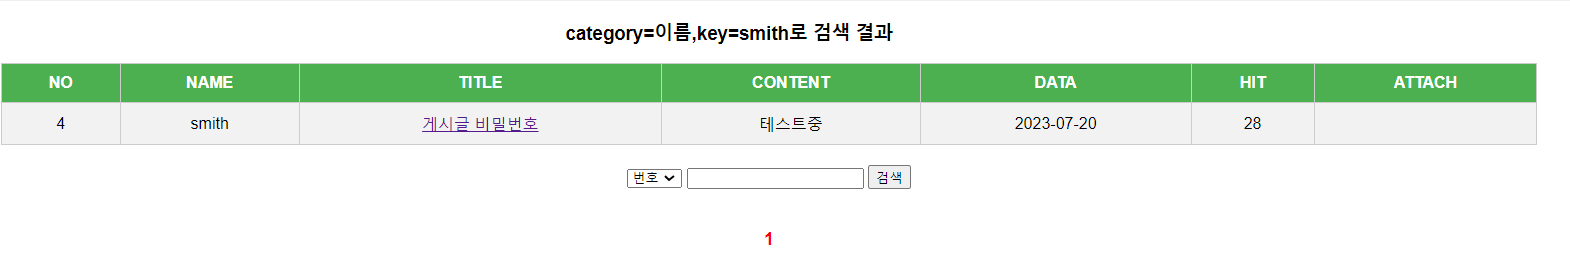 category=이름,key=smith로 검색 결과
NO NAME TITLE CONTENT DATA HIT ATTACH
4 smith 게시글 비밀번호 테스트중 2023-07-20 28
번호 검색
1